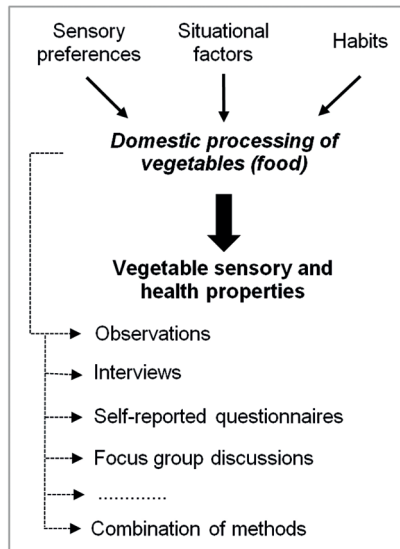 Sensory preferences
Situational factors
Habits
Domestic processing of
vegetables (food)
Vegetable sensory and
health properties
Observations
Interviews
Self-reported questionnaires
Focus group discussions
.............
Combination of methods